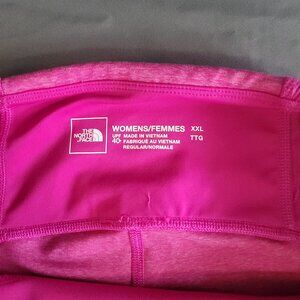 THE
NORTH
FACE
WOMENS/FEMMES XXL
UPF MADE IN VIETNAM TTG
40+ FABRIQUÉ AU VIETNAM
REGULAR/NORMALE